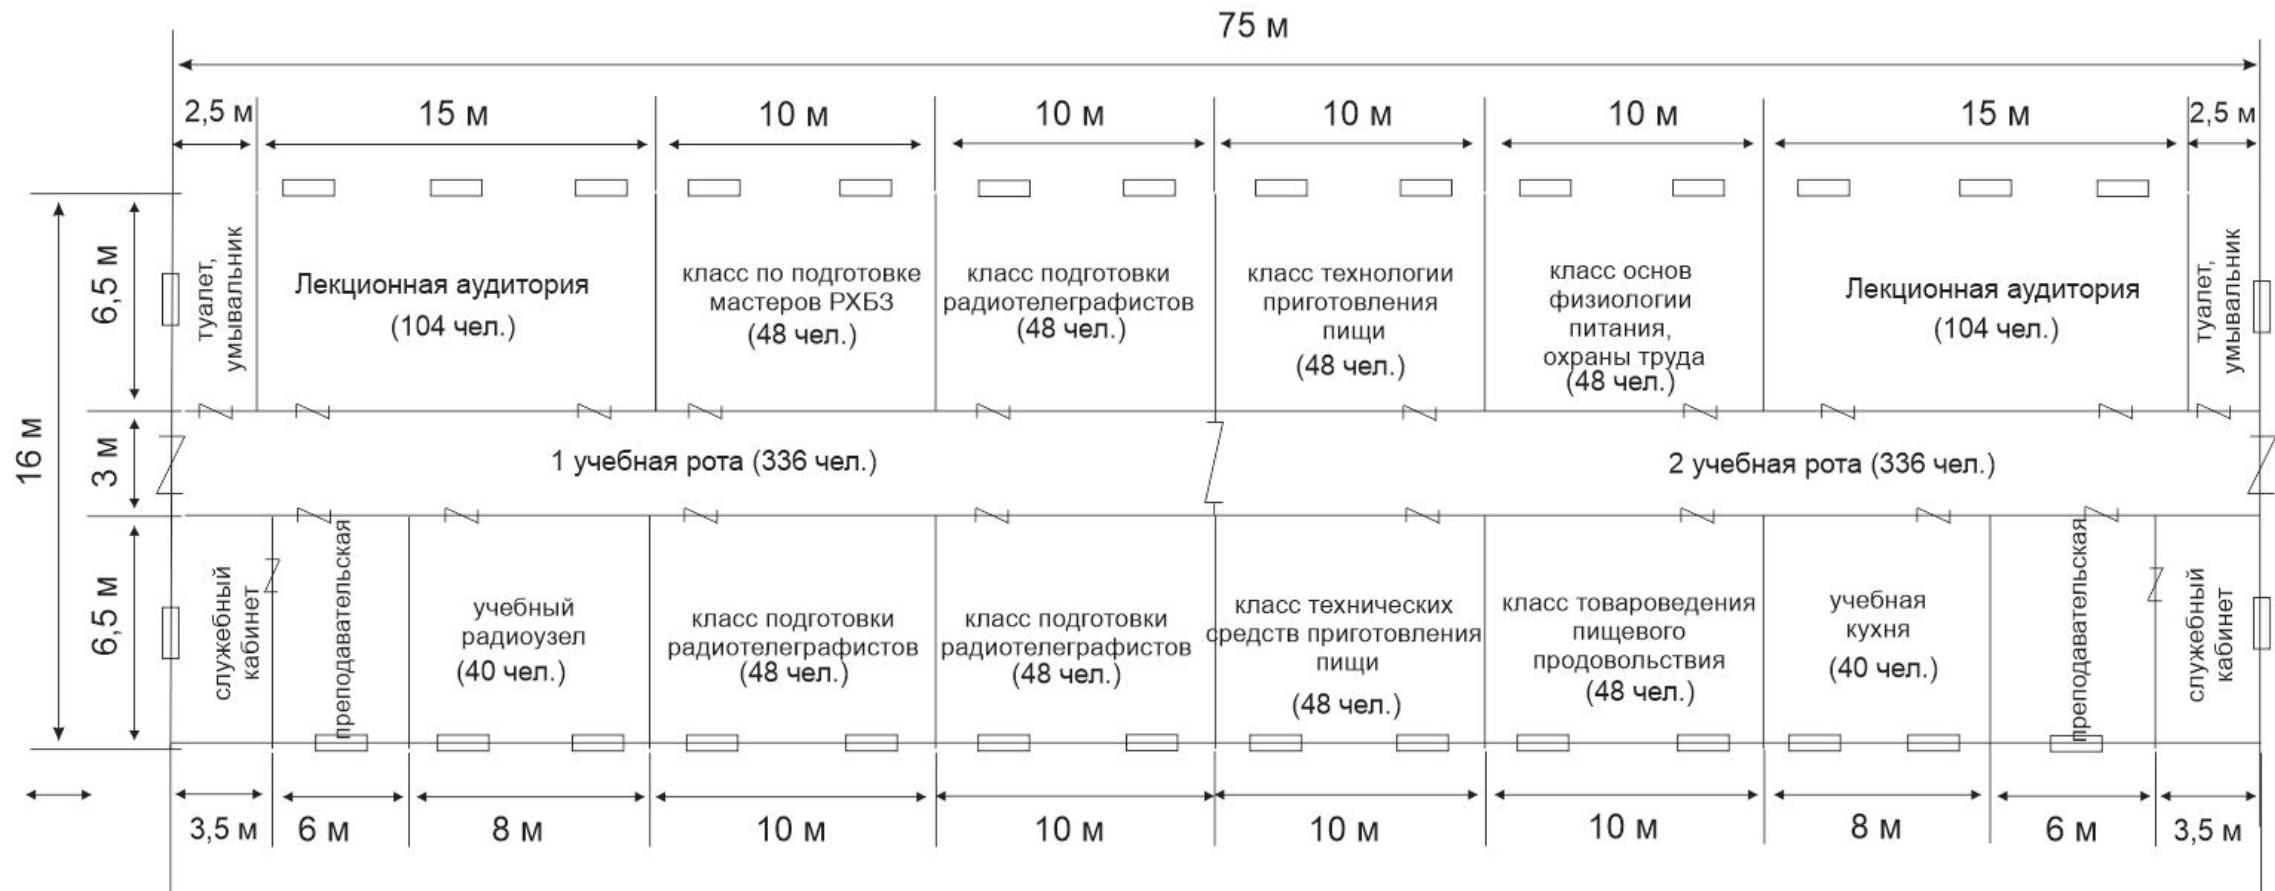 75 м
2,5 м
15 м
10 м
10 м
10 м
10 м
15 м
2,5 м
16 м
6,5 м
3 м
6,5 м
туалет,
умывальник
Лекционная аудитория
(104 чел.)
класс по подготовке
мастеров РХБЗ
(48 чел.)
класс подготовки
радиотелеграфистов
(48 чел.)
класс технологии
приготовления
пищи
(48 чел.)
класс основ
физиологии
питания,
охраны труда
(48 чел.)
Лекционная аудитория
(104 чел.)
туалет,
умывальник
1 учебная рота (336 чел.)
2 учебная рота (336 чел.)
служебный
кабинет
преподавательская
учебный
радиоузел
(40 чел.)
класс подготовки
радиотелеграфистов
(48 чел.)
класс подготовки
радиотелеграфистов
(48 чел.)
класс технических
средств приготовления
пищи
(48 чел.)
класс товароведения
пищевого
продовольствия
(48 чел.)
учебная
кухня
(40 чел.)
преподавательская
служебный
кабинет
3,5 м
6 м
8 м
10 м
10 м
10 м
10 м
8 м
6 м
3,5 м